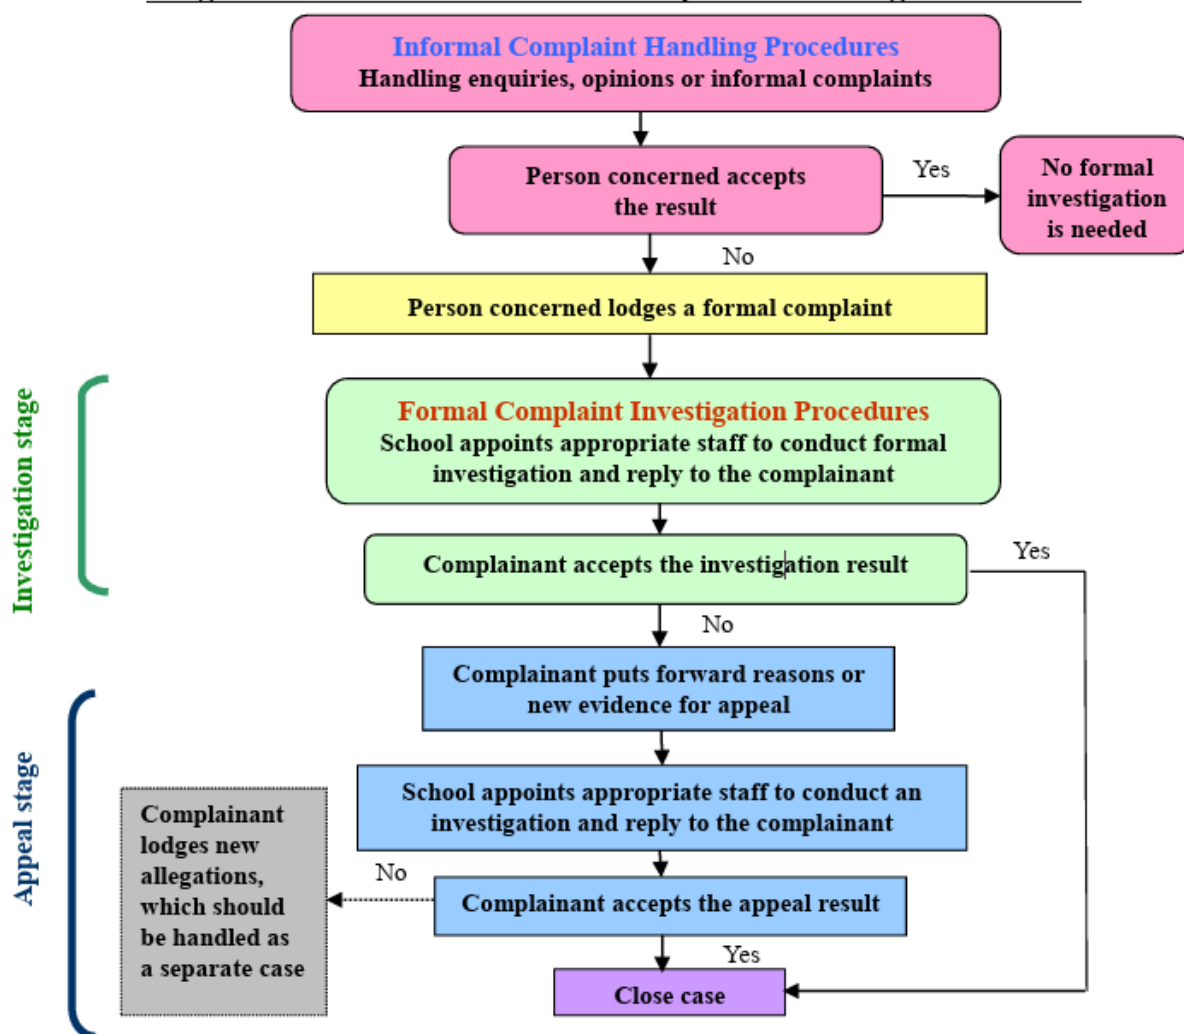 Informal Complaint Handling Procedures
Handling enquiries, opinions or informal complaints
Person concerned accepts
the result
Yes
No formal
investigation
is needed
No
Person concerned lodges a formal complaint
Investigation stage
Formal Complaint Investigation Procedures
School appoints appropriate staff to conduct formal
investigation and reply to the complainant
Complainant accepts the investigation result
Yes
No
Appeal stage
Complainant puts forward reasons or
new evidence for appeal
School appoints appropriate staff to conduct an
investigation and reply to the complainant
Complainant
lodges new
allegations,
which should
be handled as
a separate case
No
Complainant accepts the appeal result
Yes
Close case